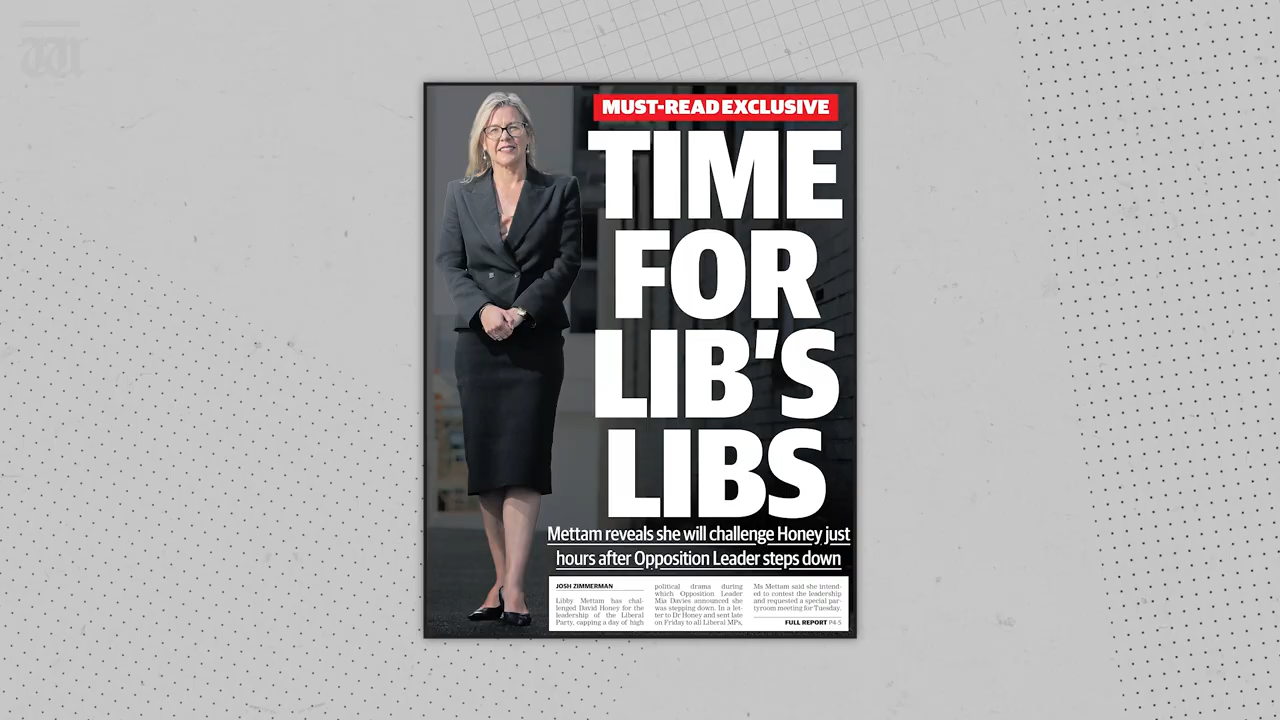 W
MUST-READ EXCLUSIVE
TIME
FOR
LIB'S
LIBS
Mettam reveals she will challenge Honey just
hours after Opposition Leader steps down
JOSH ZIMMERMAN
Libby Mettam has chal-
lenged David Honey for the
leadership of the Liberal
Party, capping a day of high
political drama during
which Opposition Leader
Mia Davies announced she
was stepping down. In a let-
ter to Dr Honey and sent late
on Friday to all Liberal MPs,
Ms Mettam said she intend-
ed to contest the leadership
and requested a special par-
tyroom meeting for Tuesday.
FULL REPORT P4-5